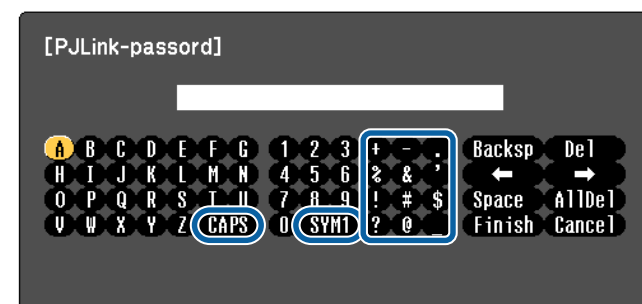 [PJLink-passord]
A B C D E F G 1 2 3 + - . Backsp Del
H I J K L M N 4 5 6 % & ' ← →
O P Q R S T U 7 8 9 ! # $ Space AllDel
V W X Y Z CAPS 0 SYM1 ? @ _ Finish Cancel